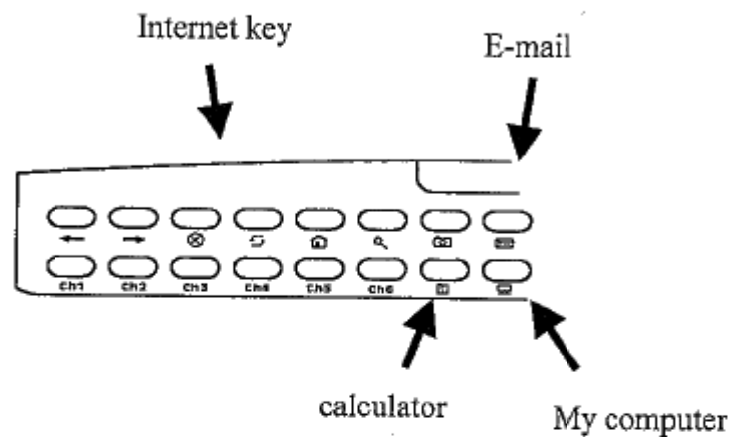 Internet key
E-mail
Ch1 Ch2 Ch3 Ch4 Ch5 Ch6
calculator
My computer